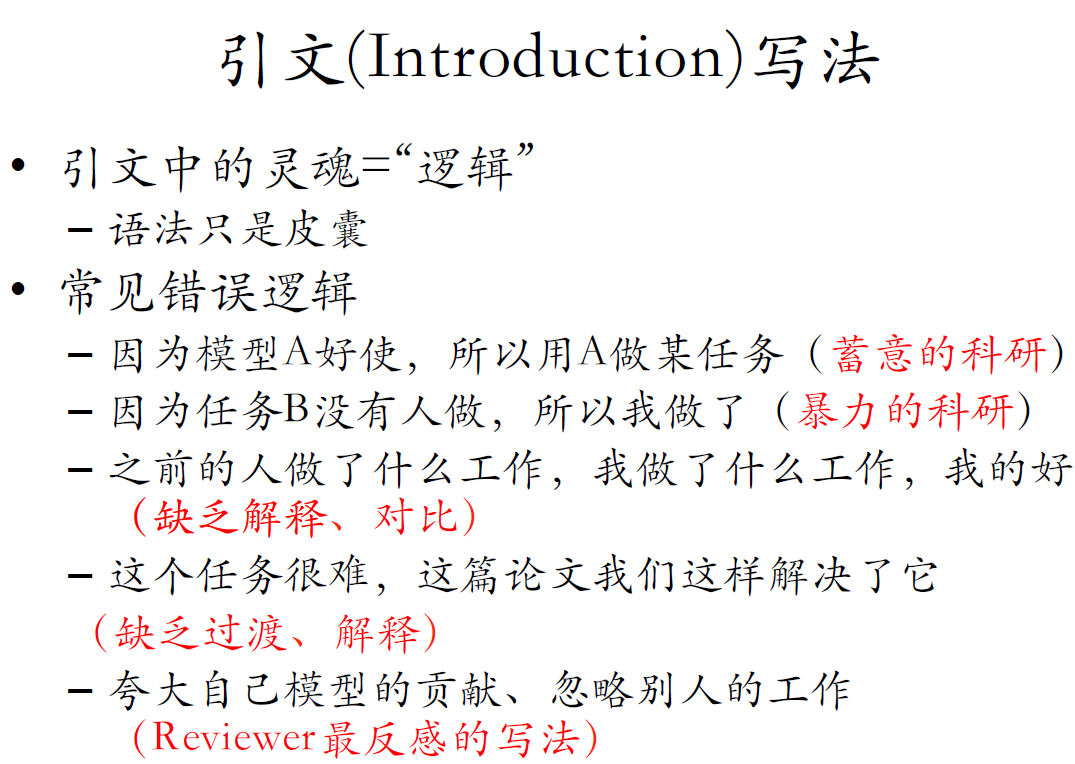 引文(Introduction)写法
• 引文中的灵魂=“逻辑”
– 语法只是皮囊
• 常见错误逻辑
– 因为模型A好使，所以用A做某任务（蓄意的科研）
– 因为任务B没有人做，所以我做了（暴力的科研）
– 之前的人做了什么工作，我做了什么工作，我的好
（缺乏解释、对比）
– 这个任务很难，这篇论文我们这样解决了它
（缺乏过渡、解释）
– 夸大自己模型的贡献、忽略别人的工作
（Reviewer最反感的写法）